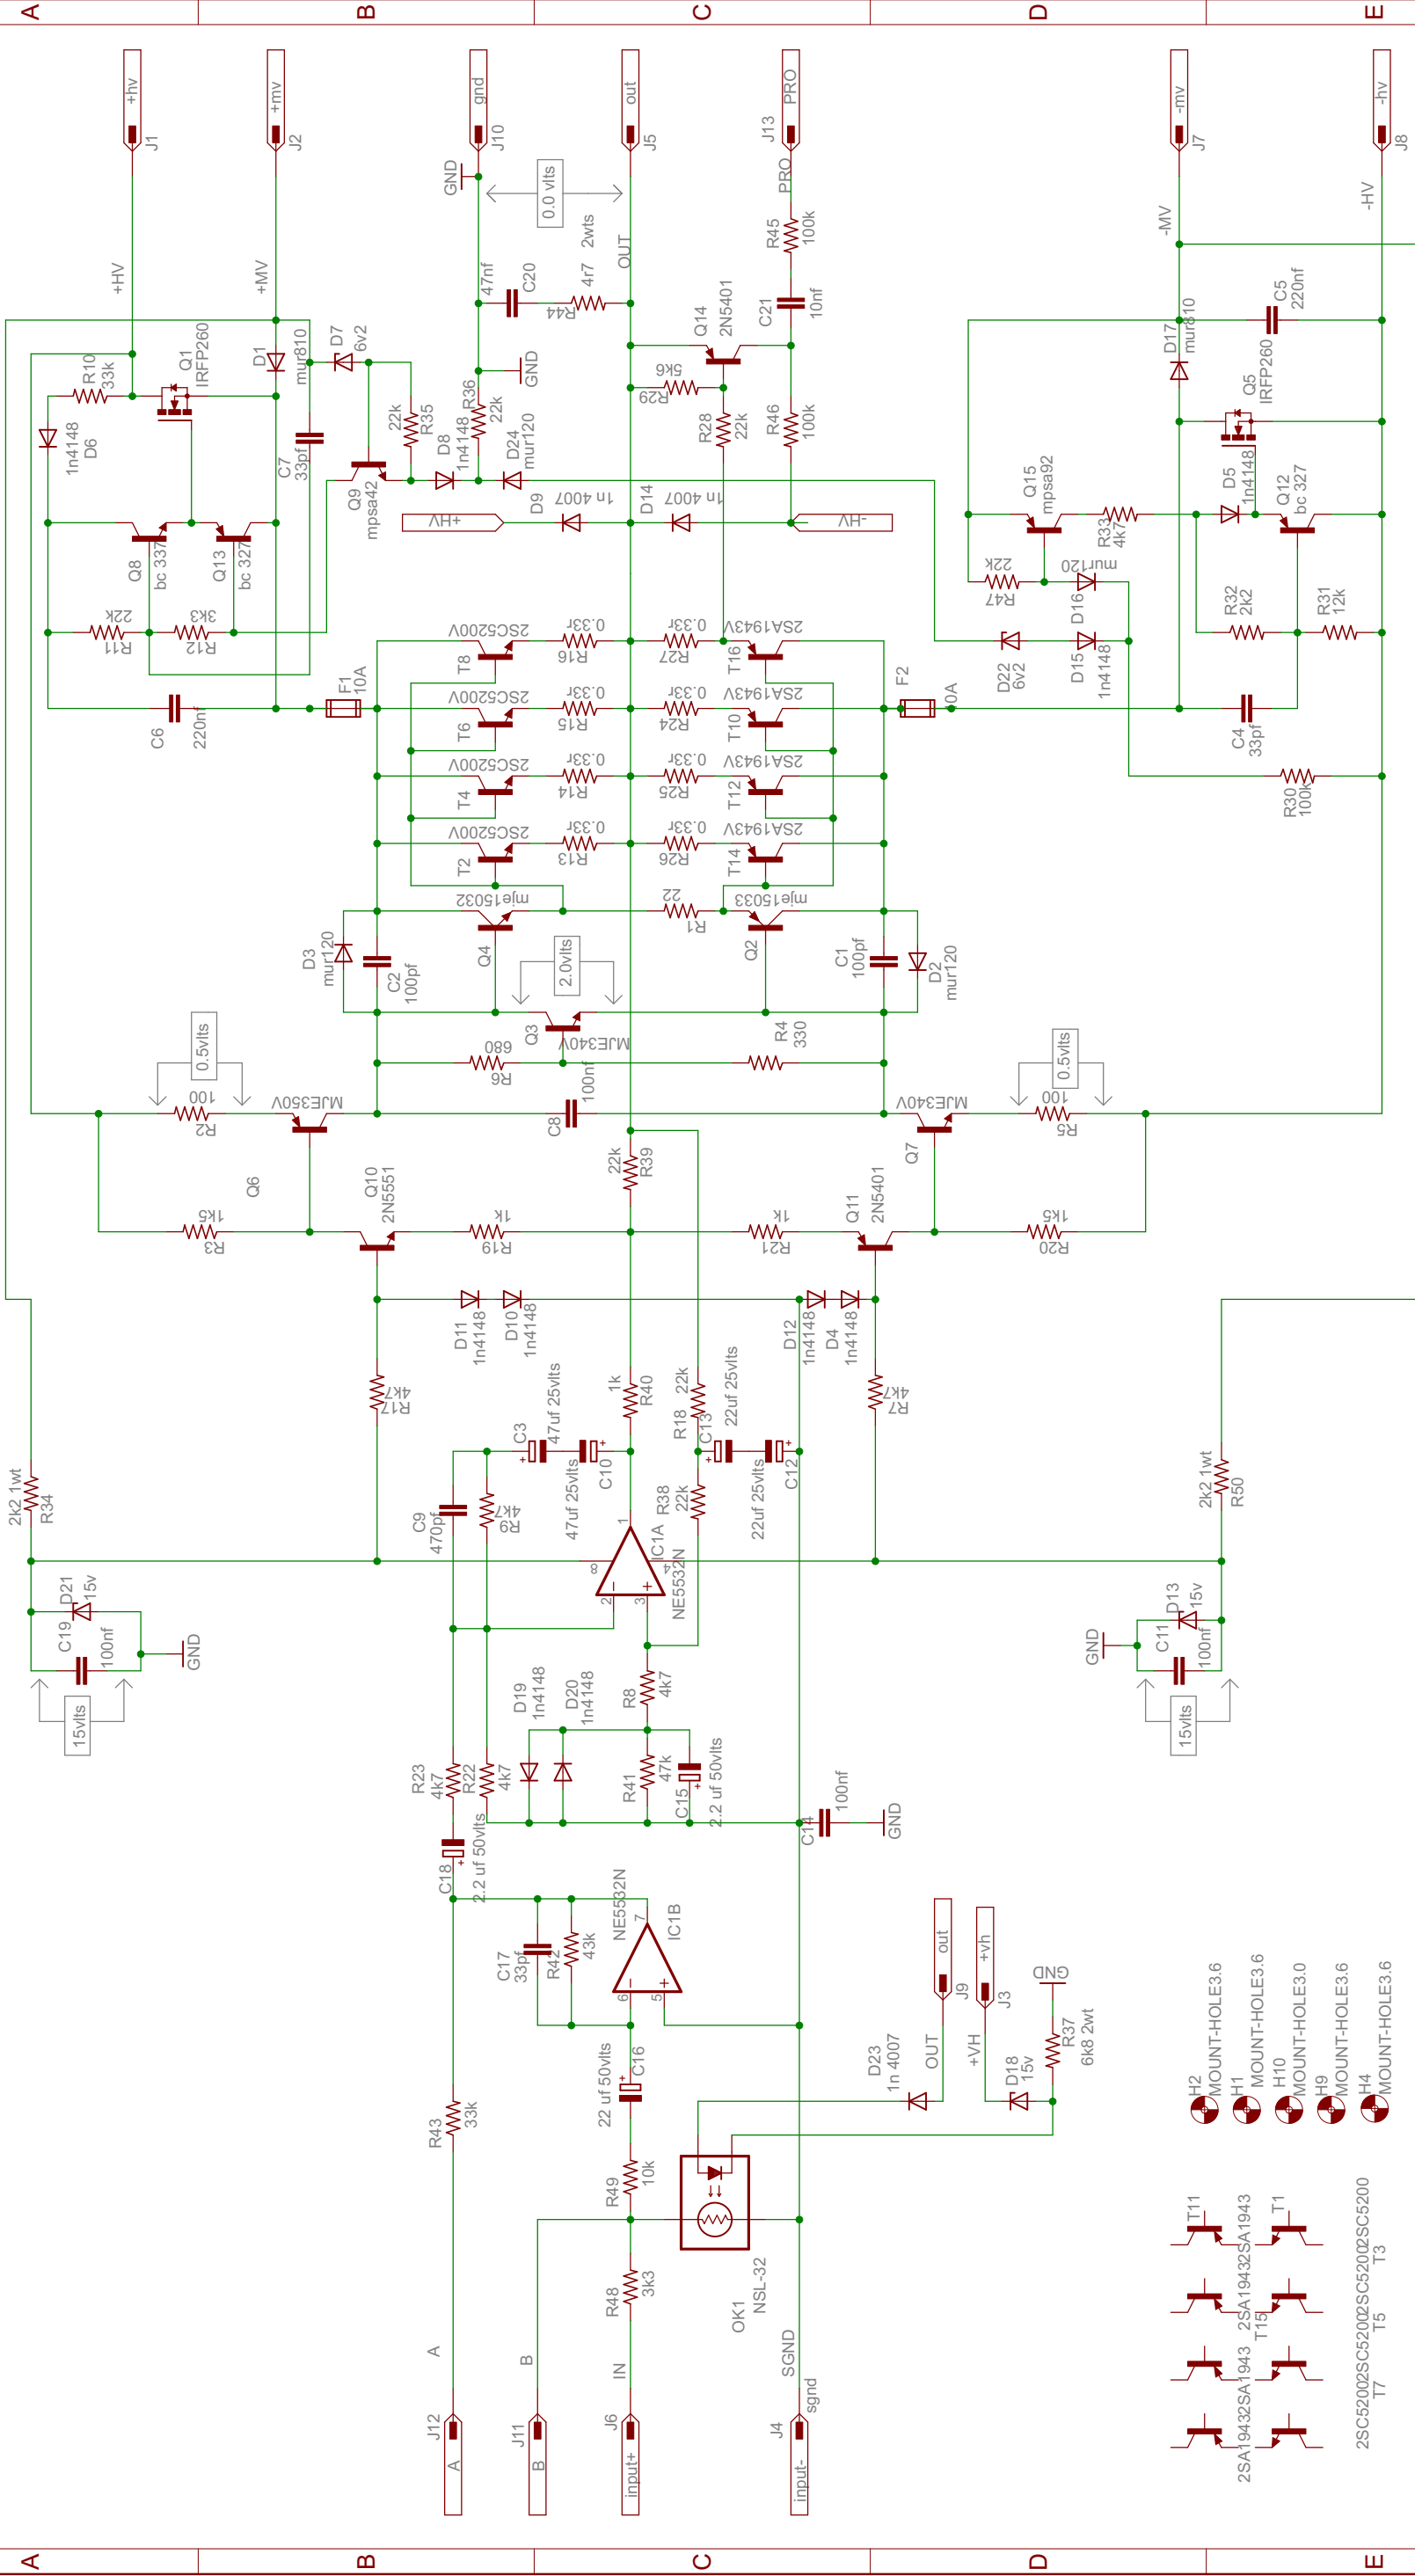 A
B
C
D
E
+hv
J1
+mv
J2
gnd
J10
out
J5
PRO
J13
-mv
J7
-hv
J8
+HV
+MV
GND
0.0 vlts
OUT
PRO
-MV
-HV
R10
33k
Q1
IRFP260
D1
mur810
D6
1n4148
D7
6v2
C7
33pf
R35
22k
Q9
mpsa42
D8
1n4148
R36
22k
D24
mur120
GND
47nf
C20
R44
4r7
2wts
R45
100k
C21
10nf
Q14
2N5401
R29
5k6
R28
22k
R46
100k
D9
1n 4007
D14
1n 4007
+HV
-HV
D17
mur810
C5
220nf
Q5
IRFP260
D5
1n4148
Q12
bc 327
Q15
mpsa92
R33
4k7
R47
22k
D16
mur120
D22
6v2
D15
1n4148
R32
2k2
R31
12k
C4
33pf
R30
100k
Q8
bc 337
Q13
bc 327
R11
22k
R12
3k3
C6
220nf
F1
10A
F2
10A
T8
2SC5200V
R16
0.33r
R27
0.33r
T16
2SA1943V
T6
2SC5200V
R15
0.33r
R24
0.33r
T10
2SA1943V
T4
2SC5200V
R14
0.33r
R25
0.33r
T12
2SA1943V
T2
2SC5200V
R13
0.33r
R26
0.33r
T14
2SA1943V
mje15032
Q4
R1
22
mje15033
Q2
D3
mur120
C2
100pf
C1
100pf
D2
mur120
2.0vlts
Q3
MJE340V
R6
680
R4
330
C8
100nf
0.5vlts
R2
100
MJE350V
Q6
0.5vlts
R5
100
MJE340V
Q7
R3
1k5
Q10
2N5551
R19
1k
R39
22k
R21
1k
Q11
2N5401
R20
1k5
D11
1n4148
D10
1n4148
D12
1n4148
D4
1n4148
R17
4k7
R7
4k7
R40
1k
R18
22k
C3
47uf 25vlts
C10
47uf 25vlts
C13
22uf 25vlts
C12
22uf 25vlts
R38
22k
C9
470pf
R9
4k7
R34
2k2 1wt
R50
2k2 1wt
IC1A
NE5532N
1
2
3
4
8
D21
15v
C19
100nf
GND
15vlts
D13
15v
C11
100nf
GND
15vlts
D19
1n4148
D20
1n4148
R8
4k7
R23
4k7
R22
4k7
R41
47k
C15
2.2 uf 50vlts
C18
2.2 uf 50vlts
C14
100nf
GND
NE5532N
IC1B
7
6
5
C17
33pf
R42
43k
C16
22 uf 50vlts
R43
33k
R49
10k
R48
3k3
OK1
NSL-32
D23
1n 4007
OUT
out
J9
+VH
+vh
J3
D18
15v
R37
6k8 2wt
GND
A
B
IN
SGND
sgnd
J12
A
J11
B
J6
input+
J4
input-
H2
MOUNT-HOLE3.6
H1
MOUNT-HOLE3.6
H10
MOUNT-HOLE3.0
H9
MOUNT-HOLE3.6
H4
MOUNT-HOLE3.6
T11
T1
2SA1943
2SA1943
2SA1943
2SA1943
T15
2SC5200
2SC5200
2SC5200
2SC5200
T3
T5
T7
A
B
C
D
E